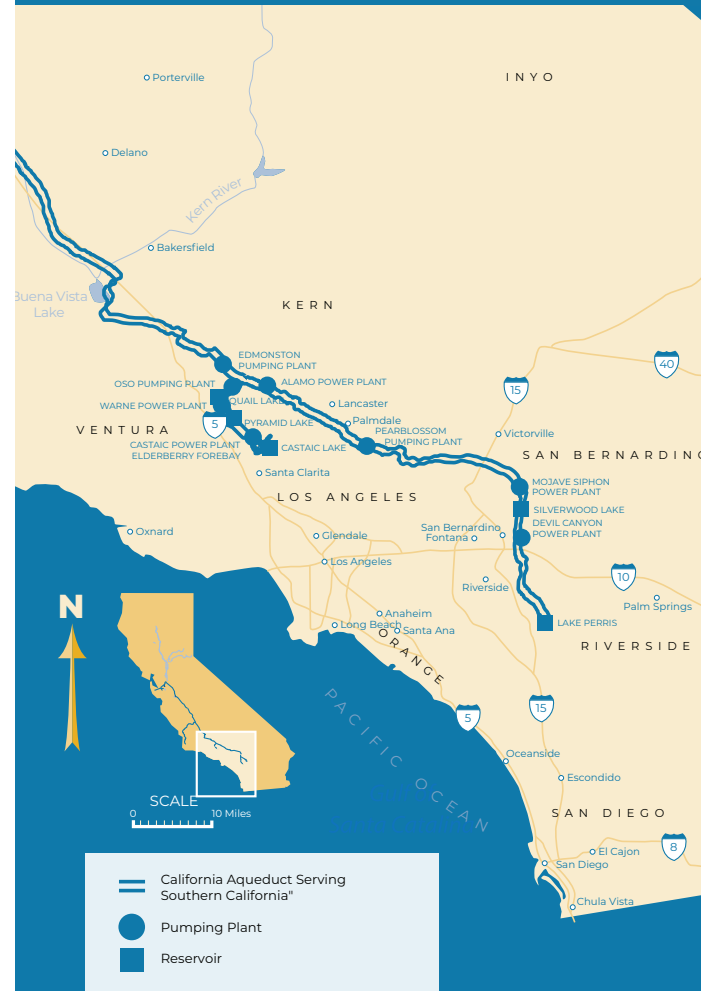 Porterville
INYO
Delano
Kern River
Bakersfield
Buena Vista
Lake
KERN
EDMONSTON
PUMPING PLANT
40
OSO PUMPING PLANT
ALAMO POWER PLANT
15
WARNE POWER PLANT
QUAIL LAKE
Lancaster
5
PYRAMID LAKE
Palmdale
VENTURA
PEARBLOSSOM
PUMPING PLANT
Victorville
CASTAIC POWER PLANT
ELDERBERRY FOREBAY
CASTAIC LAKE
SAN BERNARDINO
Santa Clarita
MOJAVE SIPHON
POWER PLANT
LOS ANGELES
SILVERWOOD LAKE
DEVIL CANYON
POWER PLANT
Oxnard
Glendale
San Bernardino
Fontana
Los Angeles
10
Riverside
Palm Springs
N
Anaheim
Long Beach
Santa Ana
LAKE PERRIS
ORANGE
RIVERSIDE
5
15
PACIFIC OCEAN
Oceanside
Escondido
SCALE
0 10 Miles
SAN DIEGO
8
El Cajon
San Diego
Chula Vista
California Aqueduct Serving
Southern California"
Pumping Plant
Reservoir